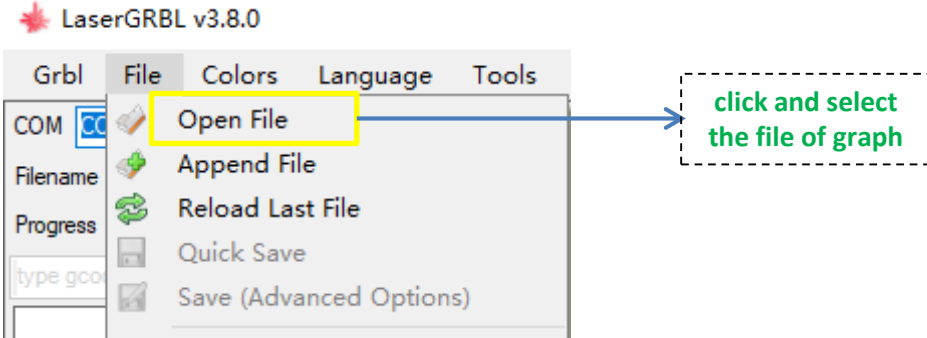 LaserGRBL v3.8.0
Grbl File Colors Language Tools
COM
Open File
click and select
the file of graph
Append File
Filename
Reload Last File
Progress
Quick Save
type
Save (Advanced Options)